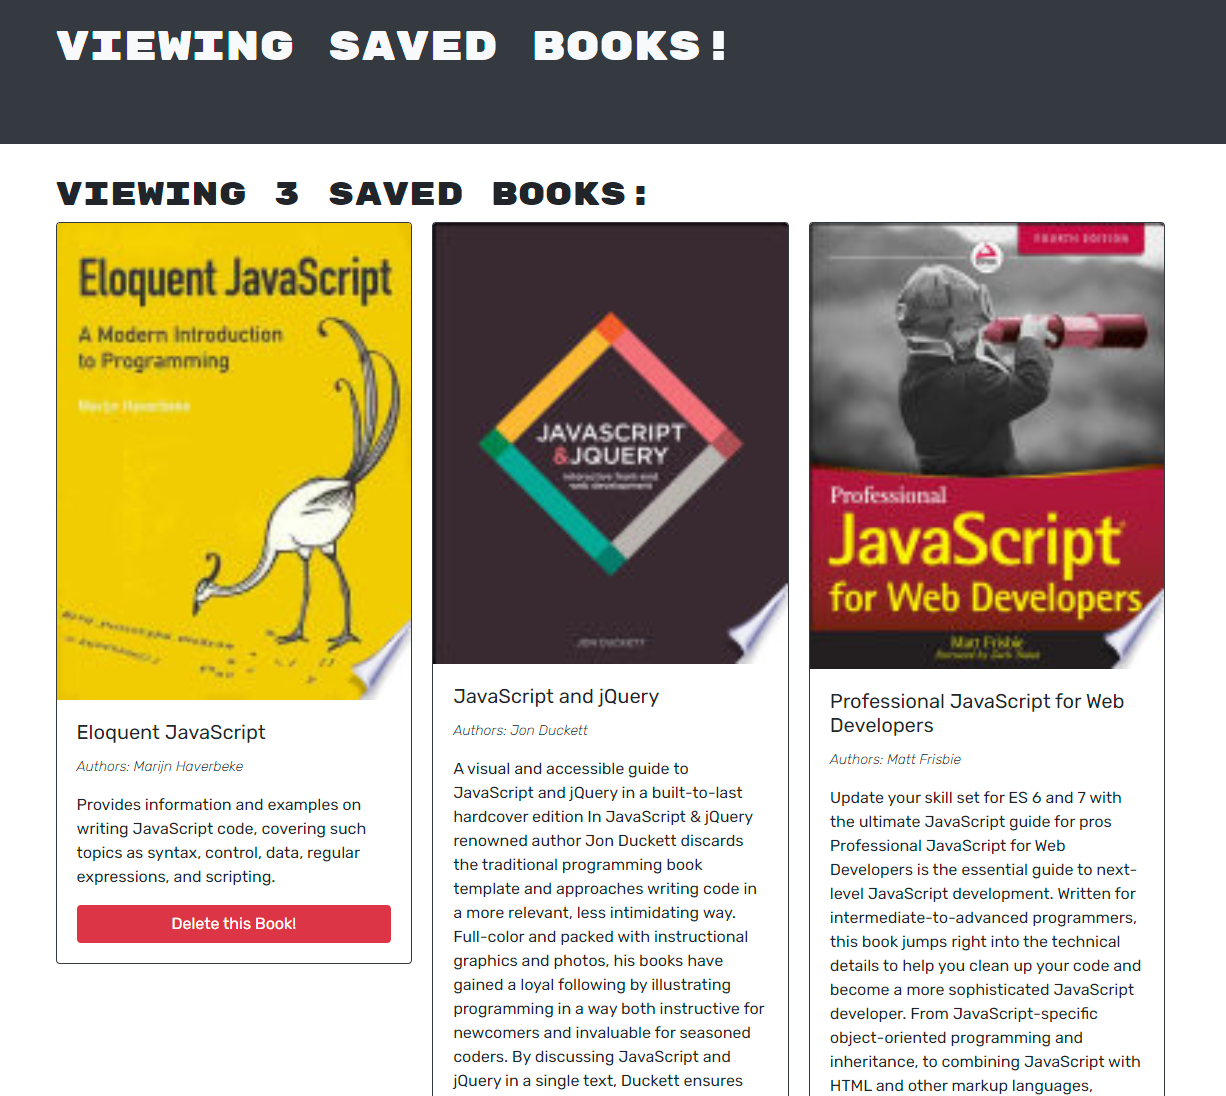 VIEWING SAVED BOOKS!
VIEWING 3 SAVED BOOKS:
Eloquent JavaScript
A Modern Introduction
to Programming
Marijn Haverbeke
Eloquent JavaScript
Authors: Marijn Haverbeke
Provides information and examples on
writing JavaScript code, covering such
topics as syntax, control, data, regular
expressions, and scripting.
Delete this Book!
JAVASCRIPT
&JQUERY
interactive front-end
web development
JON DUCKETT
JavaScript and jQuery
Authors: Jon Duckett
A visual and accessible guide to
JavaScript and jQuery in a built-to-last
hardcover edition In JavaScript & jQuery
renowned author Jon Duckett discards
the traditional programming book
template and approaches writing code in
a more relevant, less intimidating way.
Full-color and packed with instructional
graphics and photos, his books have
gained a loyal following by illustrating
programming in a way both instructive for
newcomers and invaluable for seasoned
coders. By discussing JavaScript and
jQuery in a single text, Duckett ensures
FOURTH EDITION
Professional
JavaScript
for Web Developers
Matt Frisbie
Professional JavaScript for Web
Developers
Authors: Matt Frisbie
Update your skill set for ES 6 and 7 with
the ultimate JavaScript guide for pros
Professional JavaScript for Web
Developers is the essential guide to next-
level JavaScript development. Written for
intermediate-to-advanced programmers,
this book jumps right into the technical
details to help you clean up your code and
become a more sophisticated JavaScript
developer. From JavaScript-specific
object-oriented programming and
inheritance, to combining JavaScript with
HTML and other markup languages,